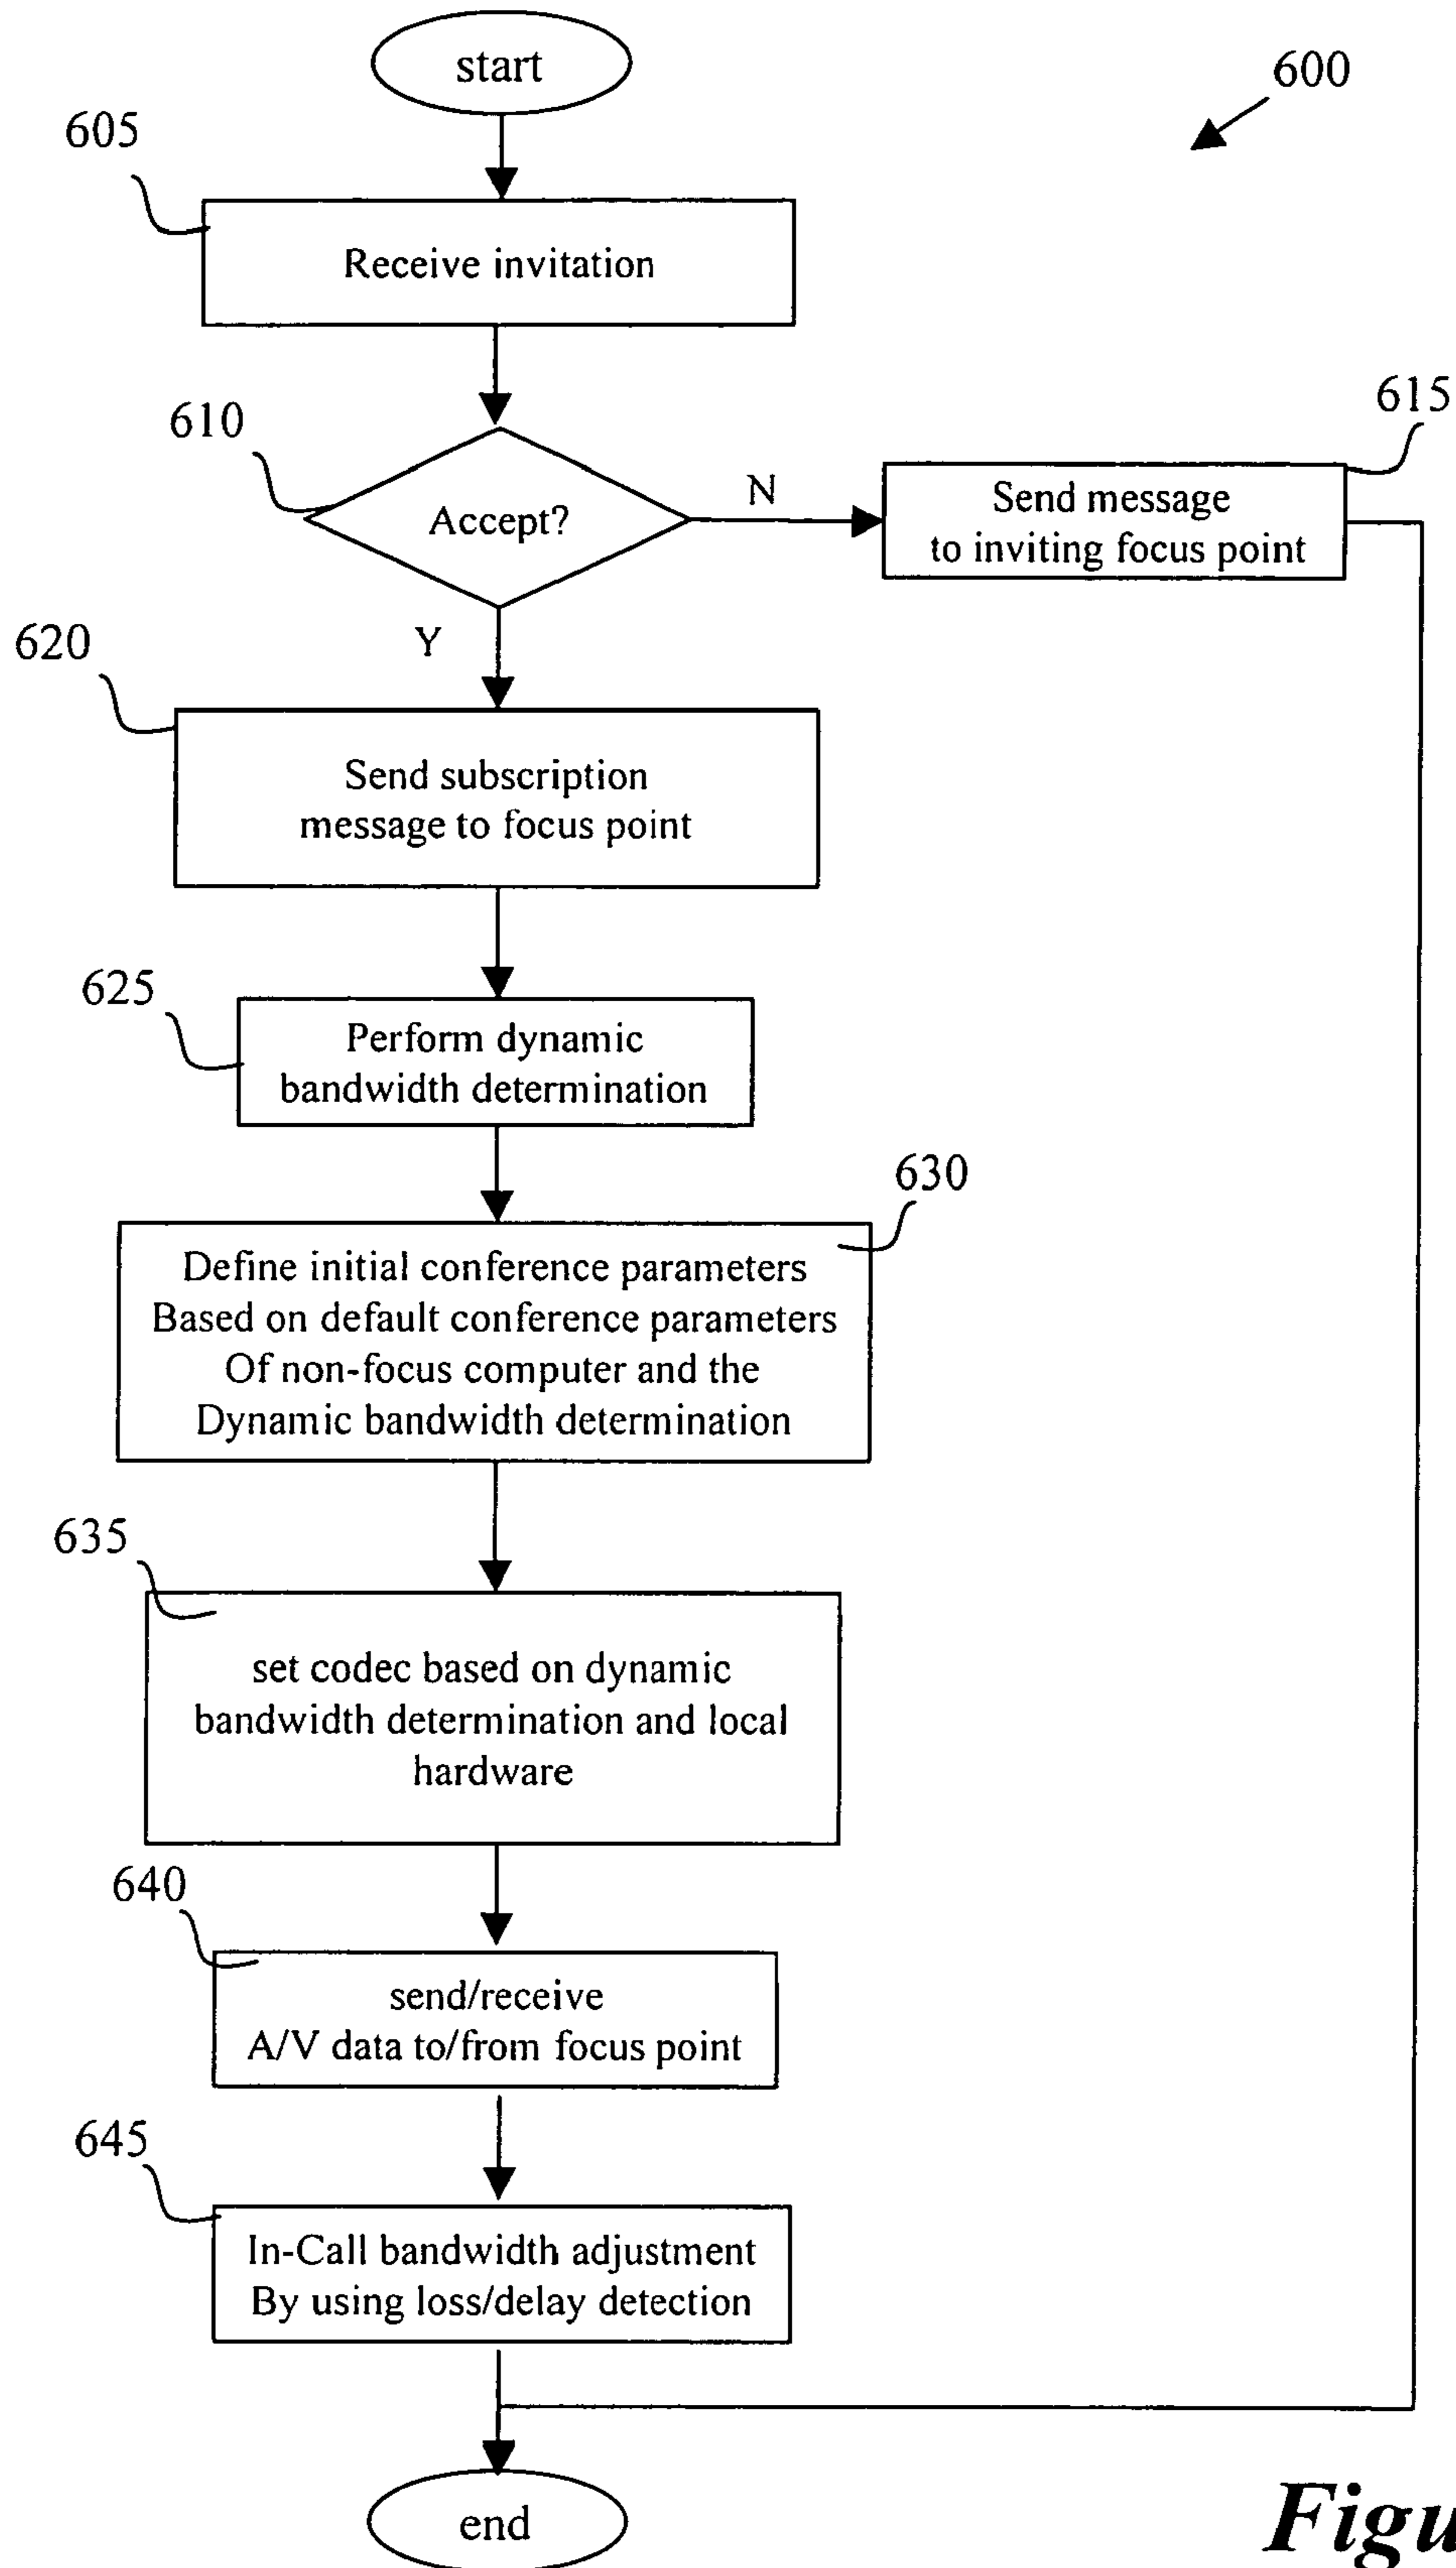 start
600
605
Receive invitation
610
Accept?
N
615
Send message
to inviting focus point
Y
620
Send subscription
message to focus point
625
Perform dynamic
bandwidth determination
630
Define initial conference parameters
Based on default conference parameters
Of non-focus computer and the
Dynamic bandwidth determination
635
set codec based on dynamic
bandwidth determination and local
hardware
640
send/receive
A/V data to/from focus point
645
In-Call bandwidth adjustment
By using loss/delay detection
end
Figu